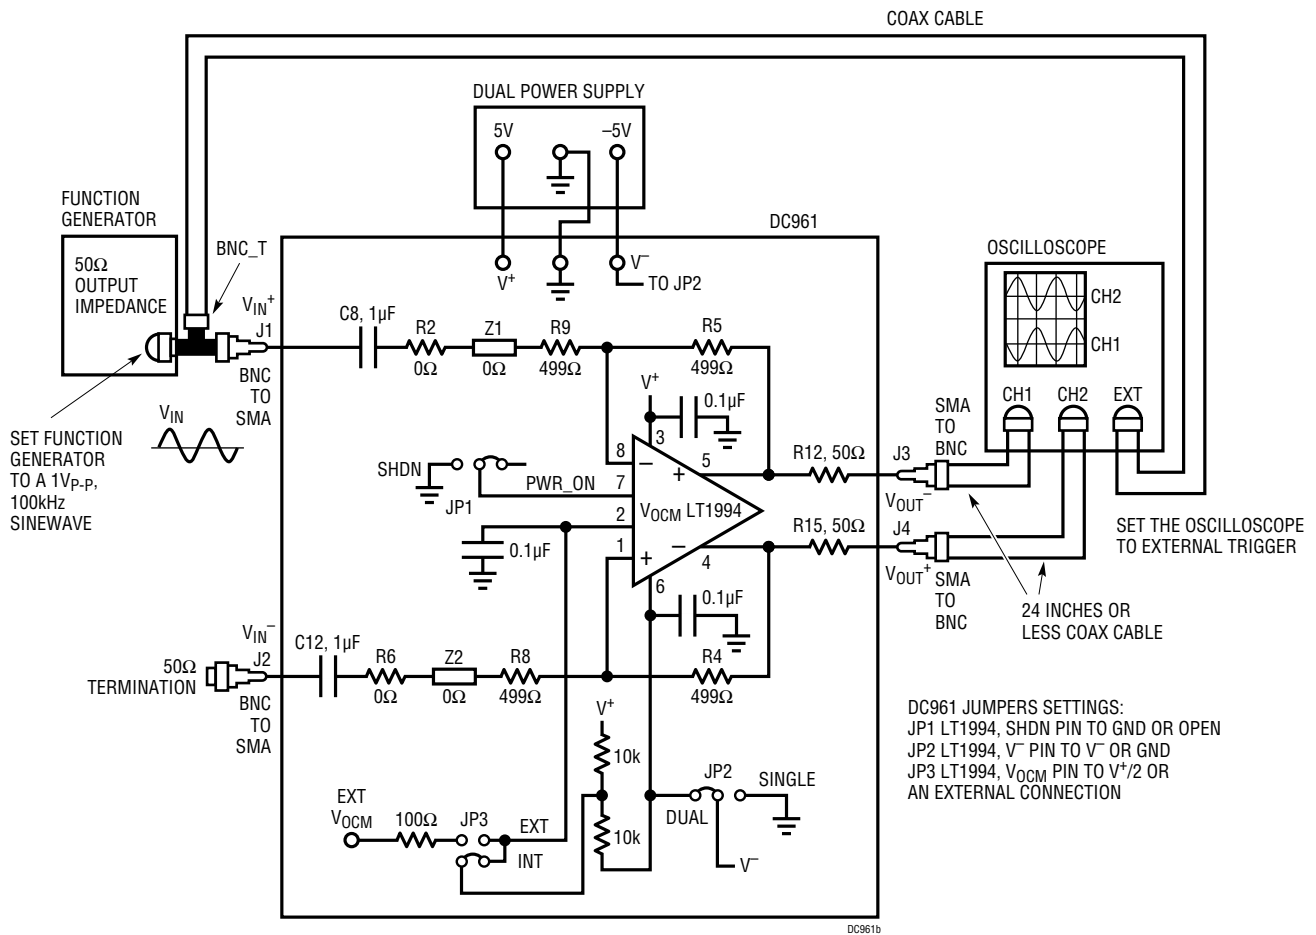 COAX CABLE
DUAL POWER SUPPLY
5V
–5V
FUNCTION
GENERATOR
50Ω
OUTPUT
IMPEDANCE
BNC_T
DC961
V+
V–
TO JP2
OSCILLOSCOPE
CH2
CH1
CH1
CH2
EXT
VIN+
J1
BNC
TO
SMA
C8, 1µF
R2
0Ω
Z1
0Ω
R9
499Ω
R5
499Ω
V+
0.1µF
3
SET FUNCTION
GENERATOR
TO A 1VP-P,
100kHz
SINEWAVE
VIN
SHDN
JP1
PWR_ON
8
–
7
2
1
+
VOCM LT1994
+
5
–
4
6
0.1µF
0.1µF
R12, 50Ω
J3
VOUT–
SMA
TO
BNC
R15, 50Ω
J4
VOUT+
SMA
TO
BNC
SET THE OSCILLOSCOPE
TO EXTERNAL TRIGGER
24 INCHES OR
LESS COAX CABLE
VIN–
J2
50Ω
TERMINATION
BNC
TO
SMA
C12, 1µF
R6
0Ω
Z2
0Ω
R8
499Ω
R4
499Ω
V+
10k
10k
EXT
VOCM
100Ω
JP3
EXT
INT
JP2
DUAL
SINGLE
V–
DC961 JUMPERS SETTINGS:
JP1 LT1994, SHDN PIN TO GND OR OPEN
JP2 LT1994, V– PIN TO V– OR GND
JP3 LT1994, VOCM PIN TO V+/2 OR
AN EXTERNAL CONNECTION
DC961b